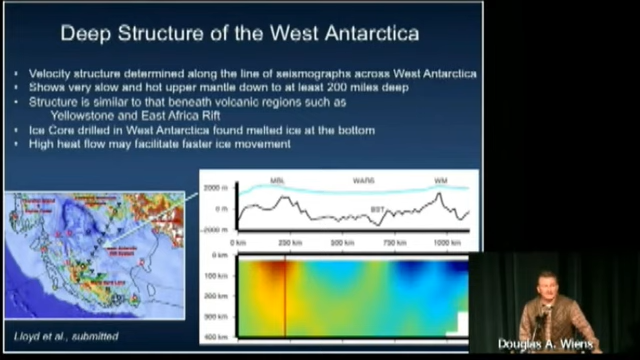 Deep Structure of the West Antarctica
• Velocity structure determined along the line of seismographs across West Antarctica
• Shows very slow and hot upper mantle down to at least 200 miles deep
• Structure is similar to that beneath volcanic regions such as
Yellowstone and East Africa Rift
• Ice Core drilled in West Antarctica found melted ice at the bottom
• High heat flow may facilitate faster ice movement
MBL WARS WM
2000 m
0 m
-2000 m
BST
0 km 250 km 500 km 750 km 1000 km
0 km
100 km
200 km
300 km
400 km
Lloyd et al., submitted
Douglas A. Wiens